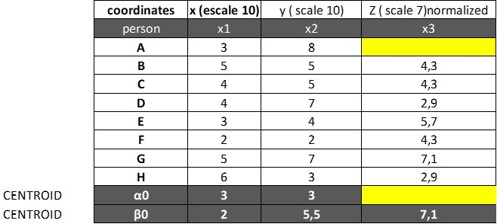 coordinates x (escale 10) y ( scale 10) Z ( scale 7)normalized
person x1 x2 x3
A 3 8
B 5 5 4,3
C 4 5 4,3
D 4 7 2,9
E 3 4 5,7
F 2 2 4,3
G 5 7 7,1
H 6 3 2,9
CENTROID α0 3 3
CENTROID β0 2 5,5 7,1